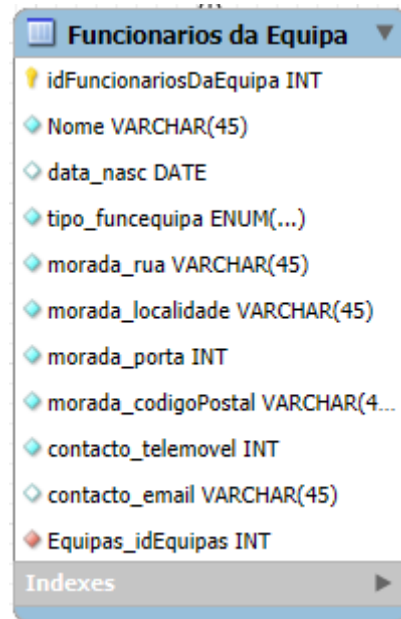 Funcionarios da Equipa
idFuncionariosDaEquipa INT
Nome VARCHAR(45)
data_nasc DATE
tipo_funcequipa ENUM(...)
morada_rua VARCHAR(45)
morada_localidade VARCHAR(45)
morada_porta INT
morada_codigoPostal VARCHAR(4...
contacto_telemovel INT
contacto_email VARCHAR(45)
Equipas_idEquipas INT
Indexes